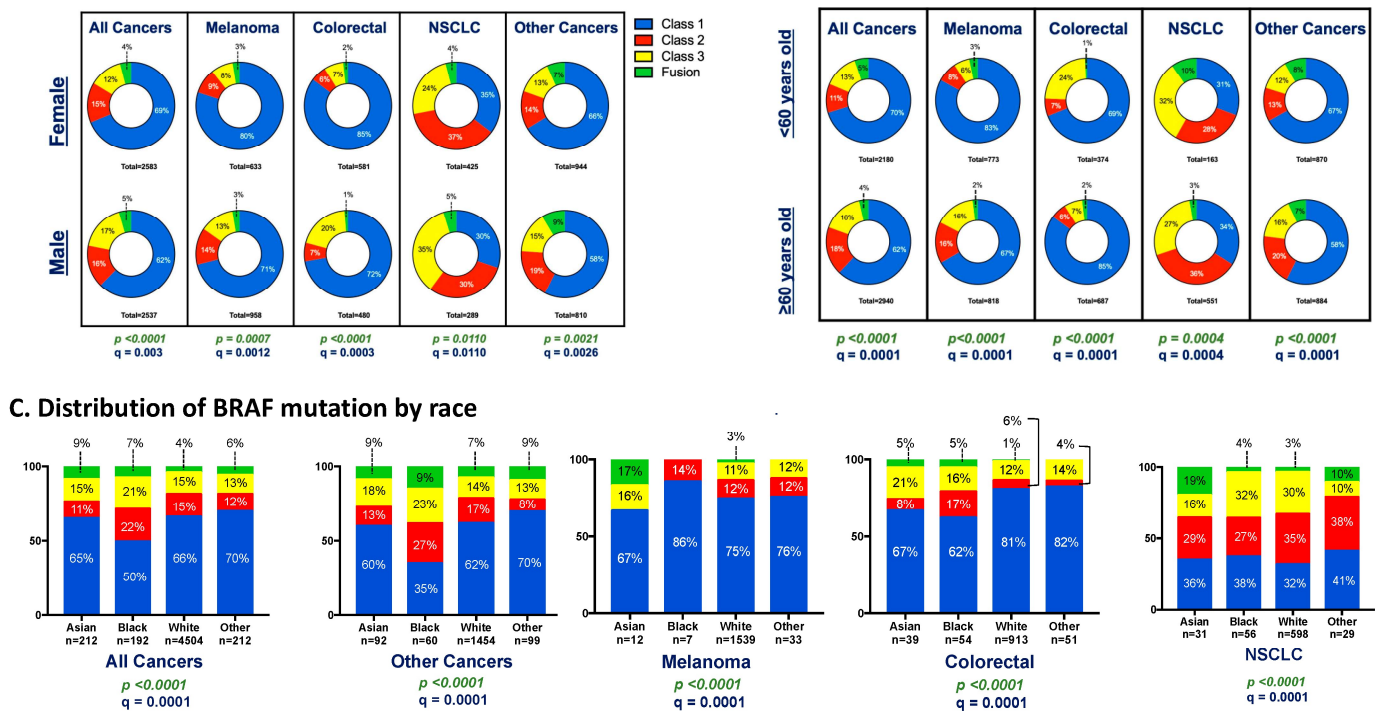 All Cancers Melanoma Colorectal NSCLC Other Cancers
Class 1
Class 2
Class 3
Fusion
Female
4% 12% 15% 69%
3% 8% 9% 80%
2% 7% 6% 85%
4% 24% 35% 37%
7% 13% 14% 66%
Total=2583 Total=633 Total=581 Total=425 Total=944
Male
5% 17% 16% 62%
3% 13% 14% 71%
1% 20% 7% 72%
5% 35% 30% 30%
9% 15% 19% 58%
Total=2537 Total=958 Total=480 Total=289 Total=810
p <0.0001 p = 0.0007 p <0.0001 p = 0.0110 p = 0.0021
q = 0.003 q = 0.0012 q = 0.0003 q = 0.0110 q = 0.0026
All Cancers Melanoma Colorectal NSCLC Other Cancers
<60 years old
5% 13% 11% 70%
3% 6% 8% 83%
1% 24% 7% 69%
10% 32% 31% 28%
8% 12% 13% 67%
Total=2180 Total=773 Total=374 Total=163 Total=870
≥60 years old
4% 10% 18% 62%
2% 16% 16% 67%
2% 7% 6% 85%
3% 27% 34% 36%
7% 16% 20% 58%
Total=2940 Total=818 Total=687 Total=551 Total=884
p <0.0001 p <0.0001 p <0.0001 p = 0.0004 p <0.0001
q = 0.0001 q = 0.0001 q = 0.0001 q = 0.0004 q = 0.0001
C. Distribution of BRAF mutation by race
9% 7% 4% 6%
100
15% 21% 15% 13%
11% 22% 15% 12%
50
65% 50% 66% 70%
0
Asian Black White Other
n=212 n=192 n=4504 n=212
All Cancers
p <0.0001
q = 0.0001
9% 7% 9%
100
9%
18% 23% 14% 13%
13% 27% 17% 8%
50
60% 35% 62% 70%
0
Asian Black White Other
n=92 n=60 n=1454 n=99
Other Cancers
p <0.0001
q = 0.0001
3%
100
17% 14% 11% 12%
16% 12% 12%
50
67% 86% 75% 76%
0
Asian Black White Other
n=12 n=7 n=1539 n=33
Melanoma
p <0.0001
q = 0.0001
6%
5% 5% 1% 4%
100
21% 16% 12% 14%
8% 17%
50
67% 62% 81% 82%
0
Asian Black White Other
n=39 n=54 n=913 n=51
Colorectal
p <0.0001
q = 0.0001
4% 3%
100
19% 10%
16% 32% 30% 10%
29% 27% 35% 38%
50
36% 38% 32% 41%
0
Asian Black White Other
n=31 n=56 n=598 n=29
NSCLC
p <0.0001
q = 0.0001